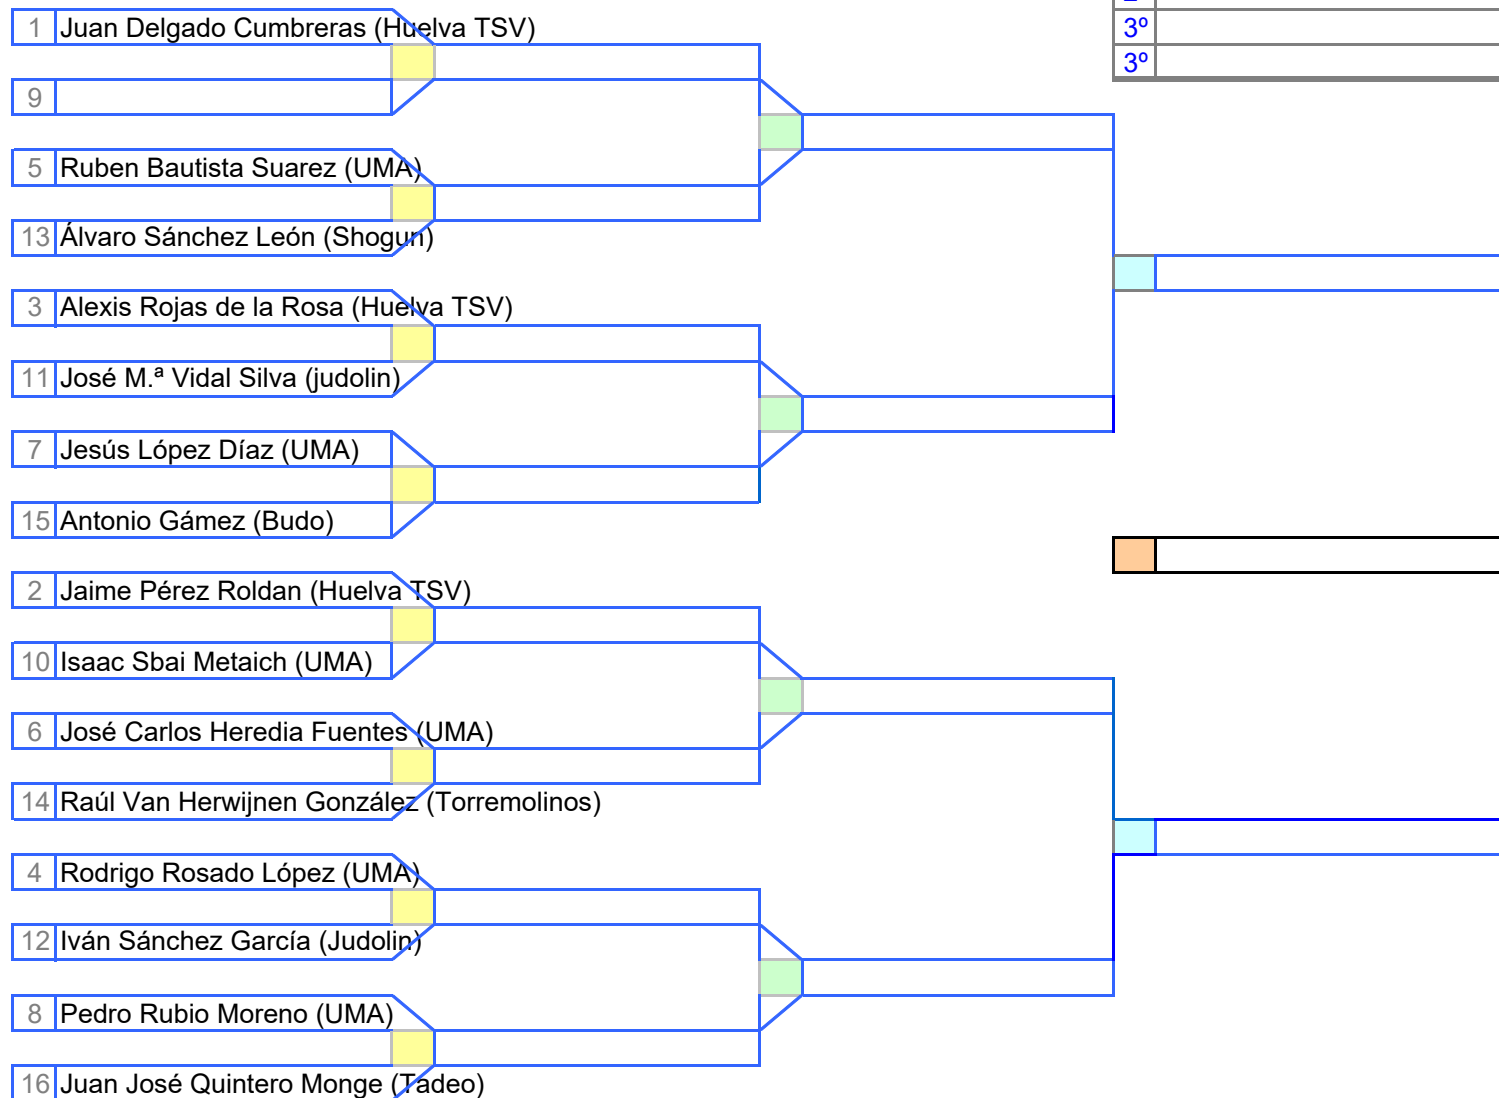 1 Juan Delgado Cumbreras (Huelva TSV)
3º
3º
9
5 Ruben Bautista Suarez (UMA)
13 Álvaro Sánchez León (Shogun)
3 Alexis Rojas de la Rosa (Huelva TSV)
11 José M.ª Vidal Silva (judolin)
7 Jesús López Díaz (UMA)
15 Antonio Gámez (Budo)
2 Jaime Pérez Roldan (Huelva TSV)
10 Isaac Sbai Metaich (UMA)
6 José Carlos Heredia Fuentes (UMA)
14 Raúl Van Herwijnen González (Torremolinos)
4 Rodrigo Rosado López (UMA)
12 Iván Sánchez García (Judolin)
8 Pedro Rubio Moreno (UMA)
16 Juan José Quintero Monge (Tadeo)